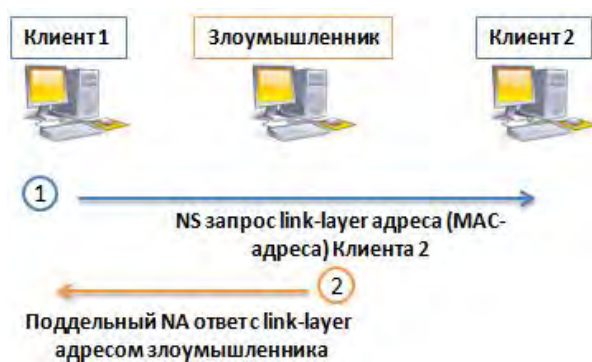 Клиент 1
Злоумышленник
Клиент 2
1
NS запрос link-layer адреса (MAC-
адреса) Клиента 2
2
Поддельный NA ответ с link-layer
адресом злоумышленника